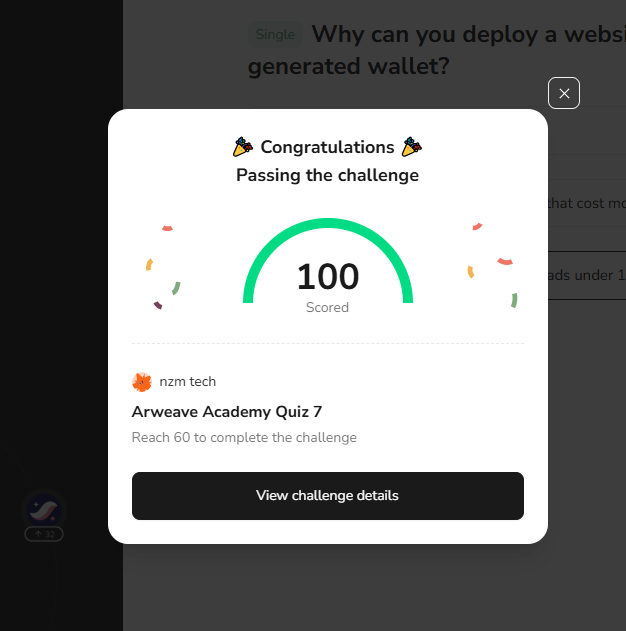 Single Why can you deploy a websi
generated wallet?
Congratulations
Passing the challenge
that cost mo
ads under 1
100
Scored
nzm tech
Arweave Academy Quiz 7
Reach 60 to complete the challenge
View challenge details
32